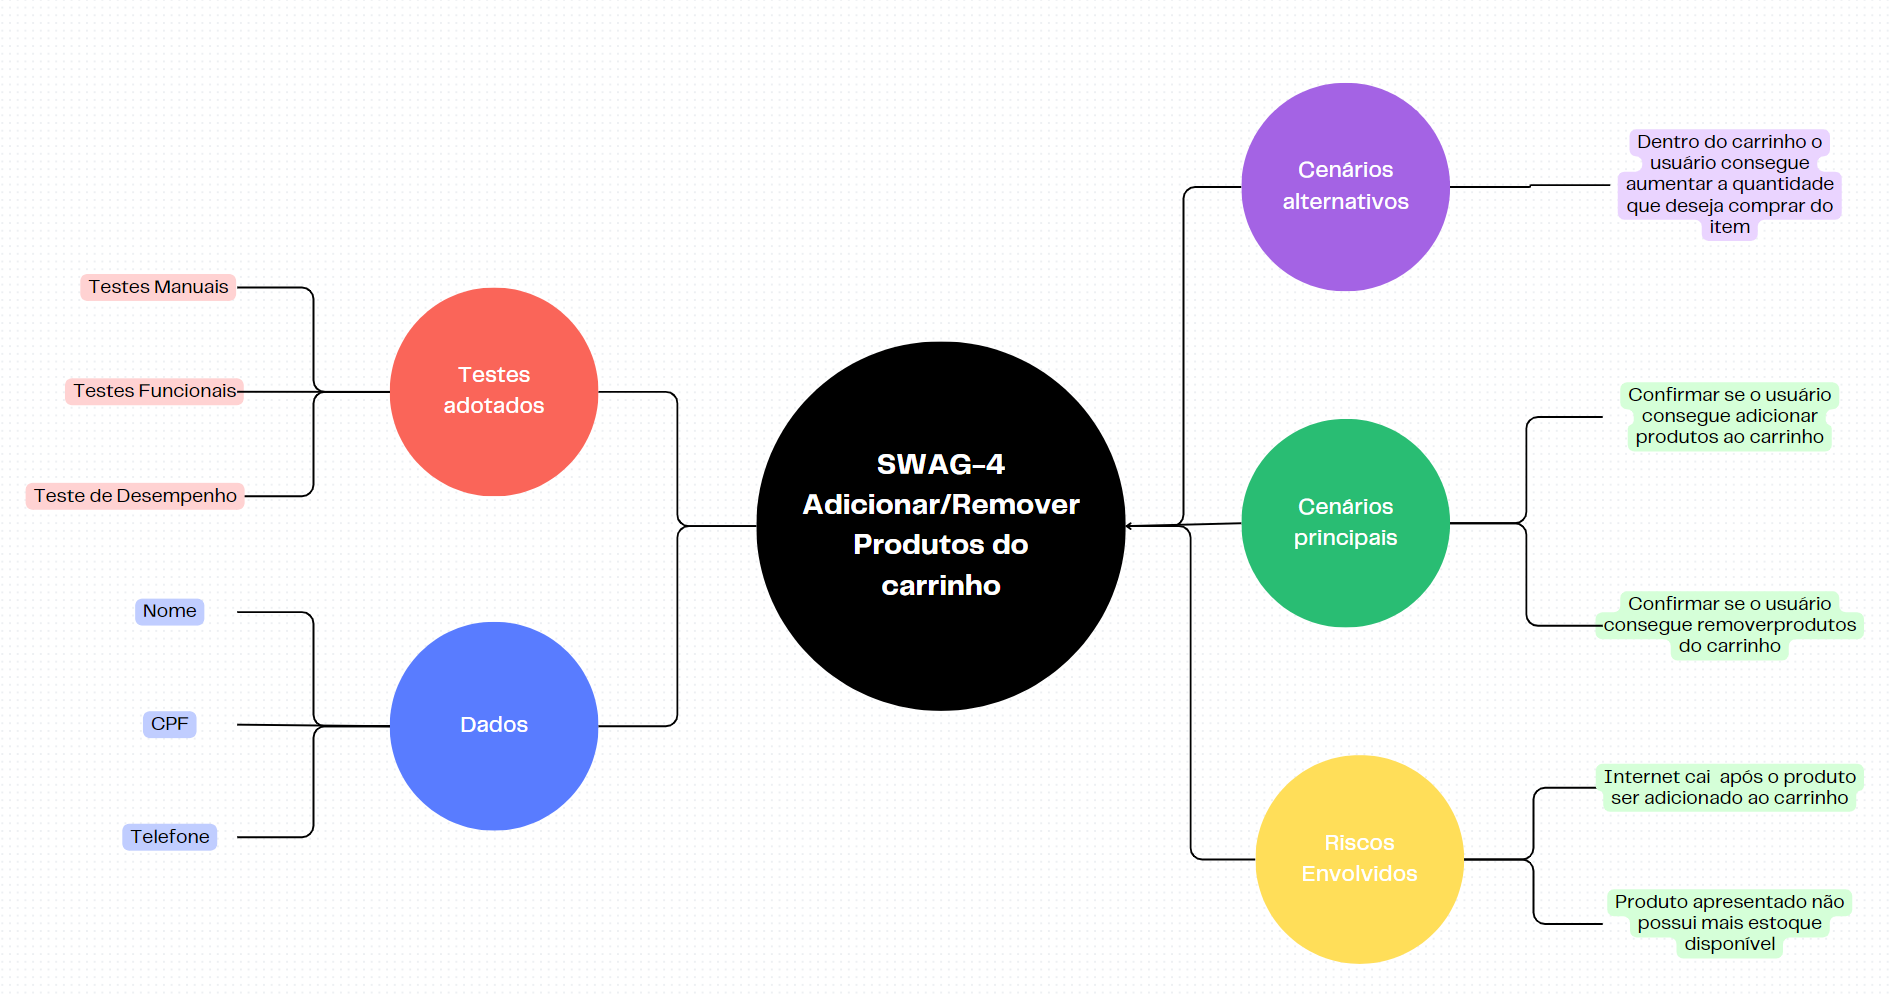 SWAG-4
Adicionar/Remover
Produtos do
carrinho
Testes
adotados
Testes Manuais
Testes Funcionais
Teste de Desempenho
Dados
Nome
CPF
Telefone
Cenários
alternativos
Dentro do carrinho o
usuário consegue
aumentar a quantidade
que deseja comprar do
item
Cenários
principais
Confirmar se o usuário
consegue adicionar
produtos ao carrinho
Confirmar se o usuário
consegue removerprodutos
do carrinho
Riscos
Envolvidos
Internet cai  após o produto
ser adicionado ao carrinho
Produto apresentado não
possui mais estoque
disponível